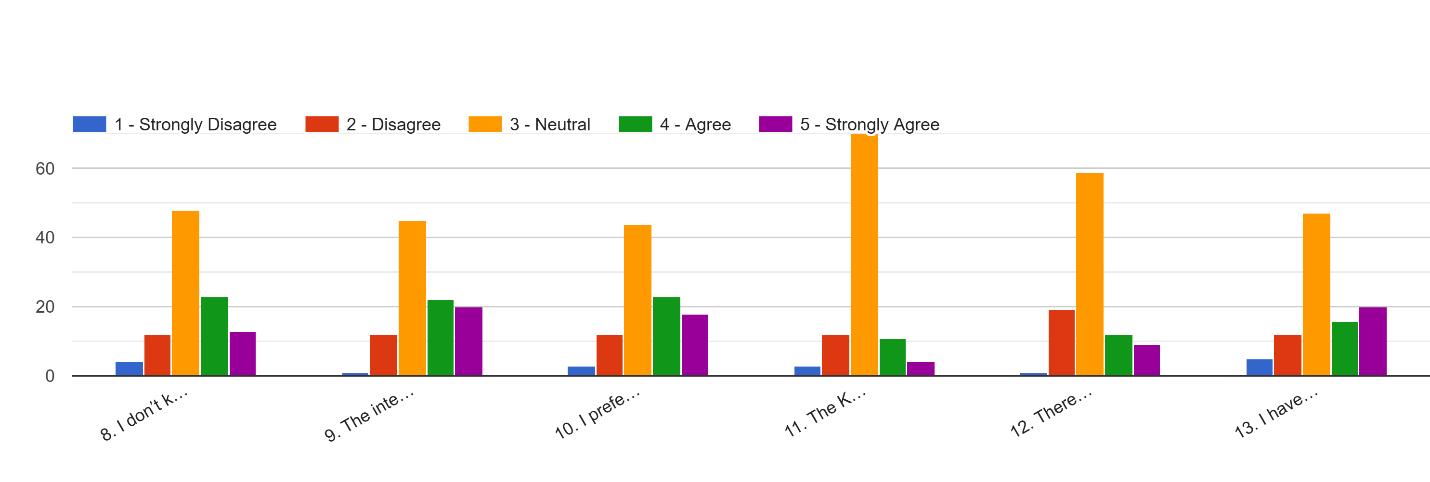 1 - Strongly Disagree
2 - Disagree
3 - Neutral
4 - Agree
5 - Strongly Agree
60
40
20
0
8. I don't k…
9. The inte…
10. I prefe…
11. The K…
12. There…
13. I have…